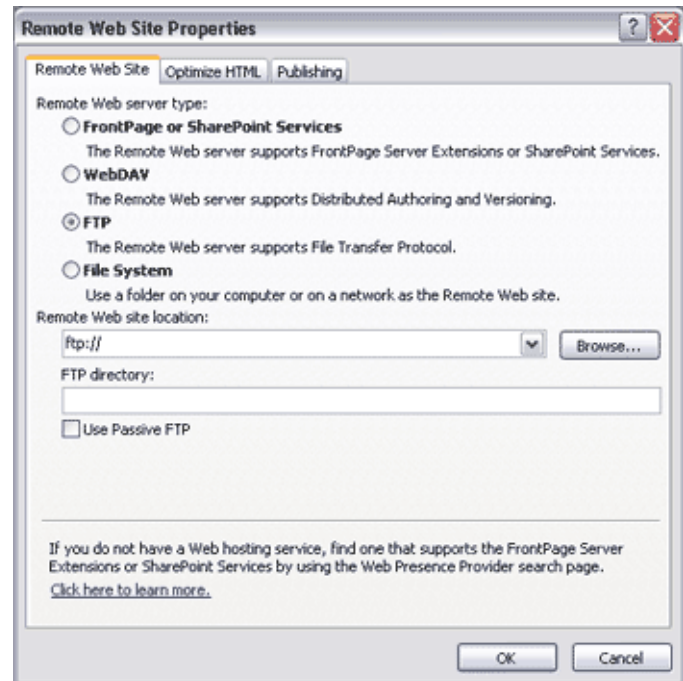 Remote Web Site Properties
Remote Web Site Optimize HTML Publishing
Remote Web server type:
FrontPage or SharePoint Services
The Remote Web server supports FrontPage Server Extensions or SharePoint Services.
WebDAV
The Remote Web server supports Distributed Authoring and Versioning.
FTP
The Remote Web server supports File Transfer Protocol.
File System
Use a folder on your computer or on a network as the Remote Web site.
Remote Web site location:
ftp:// Browse...
FTP directory:
Use Passive FTP
If you do not have a Web hosting service, find one that supports the FrontPage Server
Extensions or SharePoint Services by using the Web Presence Provider search page.
Click here to learn more.
OK Cancel